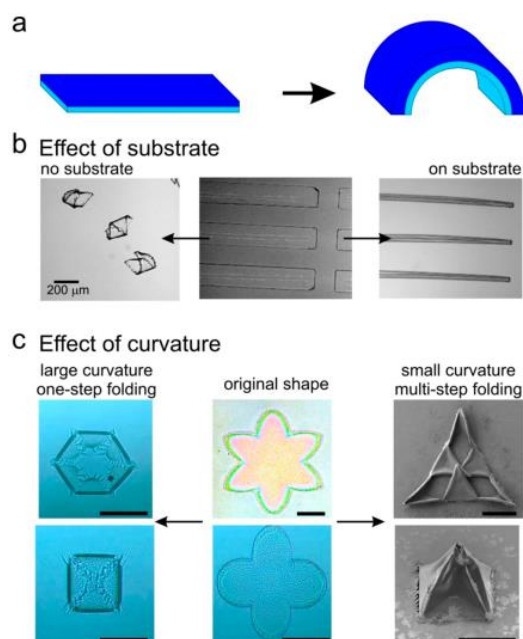 a
b Effect of substrate
no substrate
on substrate
200 μm
c Effect of curvature
large curvature
one-step folding
original shape
small curvature
multi-step folding